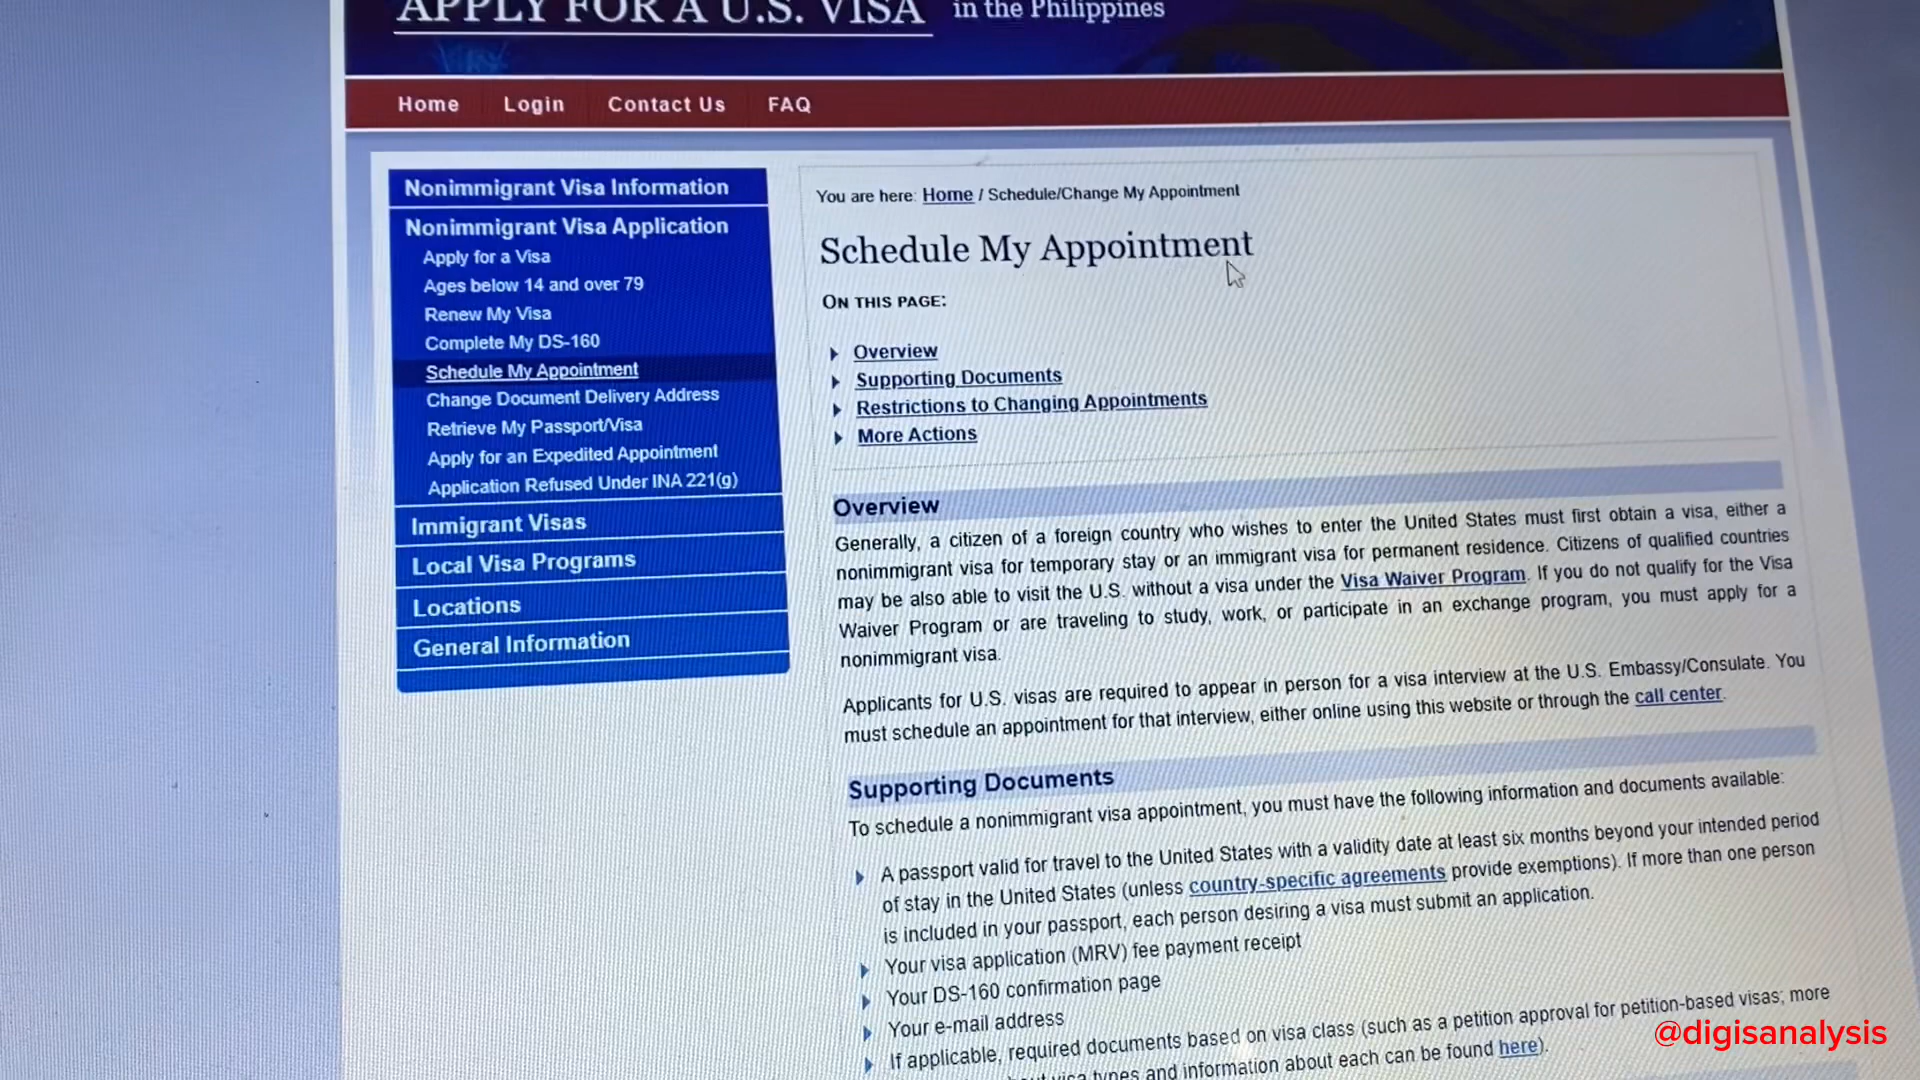 APPLY FOR A U.S. VISA in the Philippines
Home Login Contact Us FAQ
Nonimmigrant Visa Information
Nonimmigrant Visa Application
Apply for a Visa
Ages below 14 and over 79
Renew My Visa
Complete My DS-160
Schedule My Appointment
Change Document Delivery Address
Retrieve My Passport/Visa
Apply for an Expedited Appointment
Application Refused Under INA 221(g)
Immigrant Visas
Local Visa Programs
Locations
General Information
You are here: Home / Schedule/Change My Appointment
Schedule My Appointment
ON THIS PAGE:
Overview
Supporting Documents
Restrictions to Changing Appointments
More Actions
Overview
Generally, a citizen of a foreign country who wishes to enter the United States must first obtain a visa, either a
nonimmigrant visa for temporary stay or an immigrant visa for permanent residence. Citizens of qualified countries
may be also able to visit the U.S. without a visa under the Visa Waiver Program. If you do not qualify for the Visa
Waiver Program or are traveling to study, work, or participate in an exchange program, you must apply for a
nonimmigrant visa.
Applicants for U.S. visas are required to appear in person for a visa interview at the U.S. Embassy/Consulate. You
must schedule an appointment for that interview, either online using this website or through the call center.
Supporting Documents
To schedule a nonimmigrant visa appointment, you must have the following information and documents available:
A passport valid for travel to the United States with a validity date at least six months beyond your intended period
of stay in the United States (unless country-specific agreements provide exemptions). If more than one person
is included in your passport, each person desiring a visa must submit an application.
Your visa application (MRV) fee payment receipt
Your DS-160 confirmation page
Your e-mail address
If applicable, required documents based on visa class (such as a petition approval for petition-based visas; more
visa types and information about each can be found here).
@digisanalysis